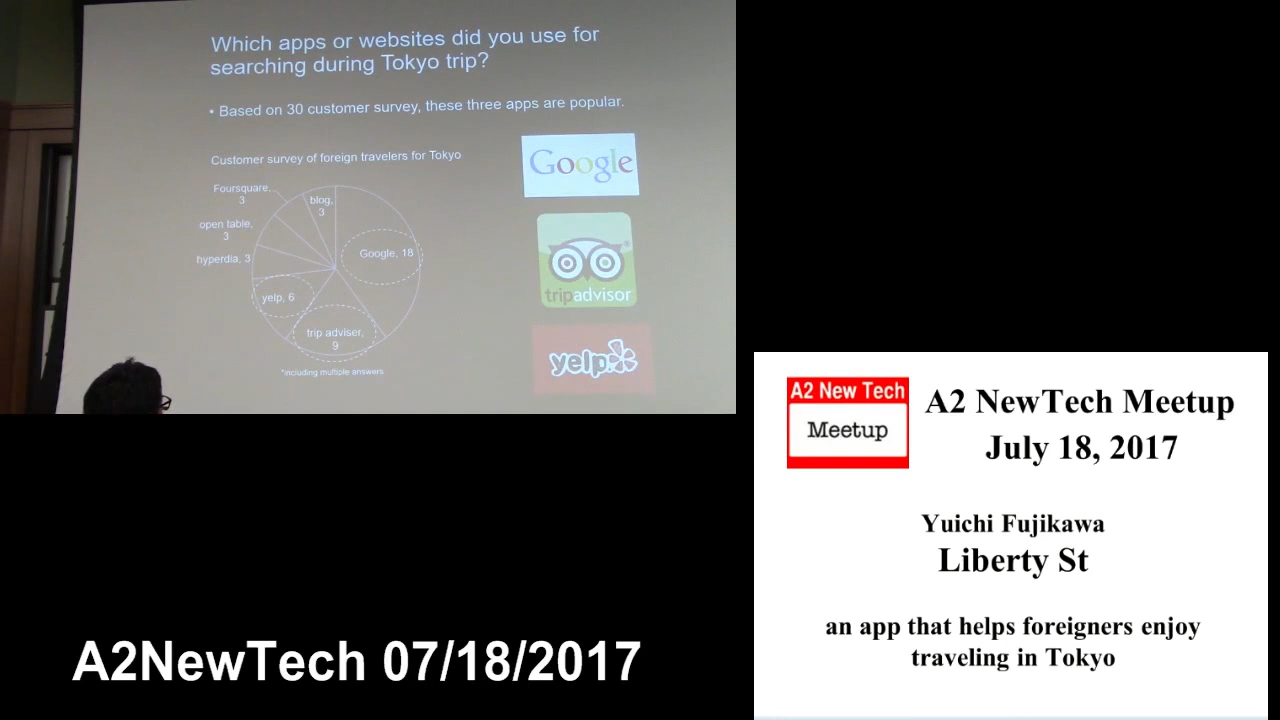 Which apps or websites did you use for
searching during Tokyo trip?
• Based on 30 customer survey, these three apps are popular.
Customer survey of foreign travelers for Tokyo
Foursquare,
3
blog,
3
open table,
3
hyperdia, 3
Google, 18
yelp, 6
trip adviser,
9
*including multiple answers
Google
tripadvisor®
yelp
A2 New Tech
Meetup
A2 NewTech Meetup
July 18, 2017
Yuichi Fujikawa
Liberty St
an app that helps foreigners enjoy
traveling in Tokyo
A2NewTech 07/18/2017